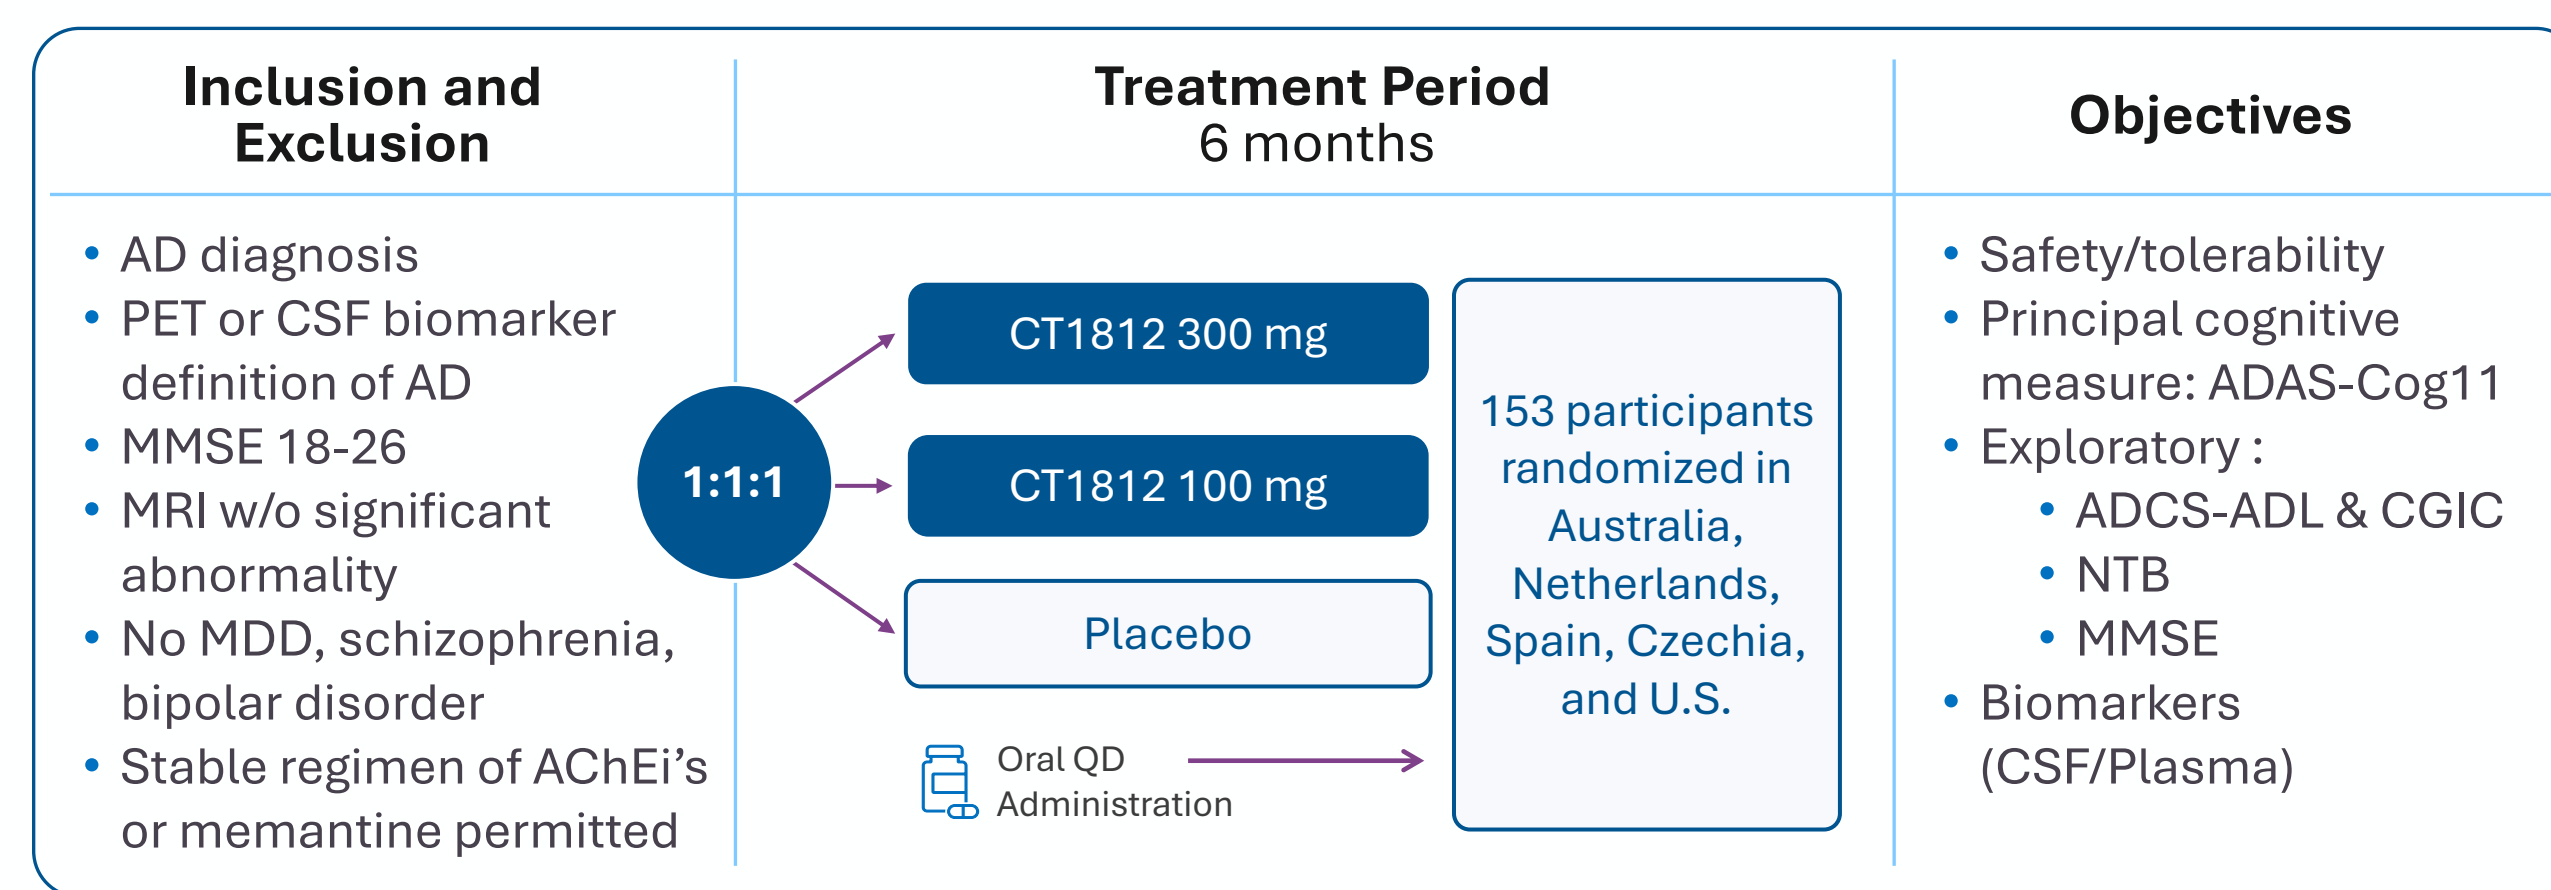 Inclusion and
Exclusion
Treatment Period
6 months
Objectives
• AD diagnosis
• PET or CSF biomarker
definition of AD
• MMSE 18-26
• MRI w/o significant
abnormality
• No MDD, schizophrenia,
bipolar disorder
• Stable regimen of AChEi’s
or memantine permitted
1:1:1
CT1812 300 mg
CT1812 100 mg
Placebo
Oral QD
Administration
153 participants
randomized in
Australia,
Netherlands,
Spain, Czechia,
and U.S.
• Safety/tolerability
• Principal cognitive
measure: ADAS-Cog11
• Exploratory :
• ADCS-ADL & CGIC
• NTB
• MMSE
• Biomarkers
(CSF/Plasma)